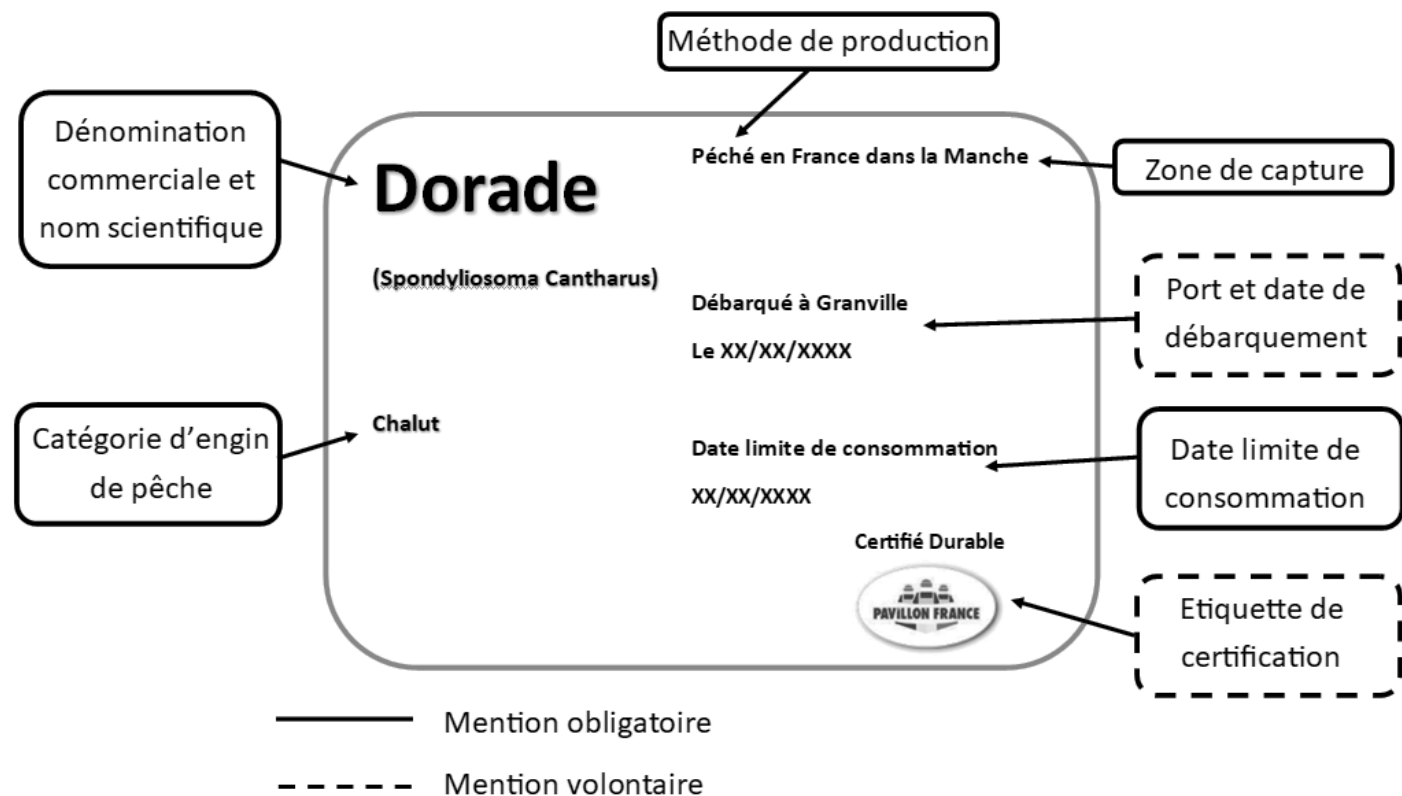 Méthode de production
Dénomination
commerciale et
nom scientifique
Dorade
(Spondyliosoma Cantharus)
Péché en France dans la Manche
Zone de capture
Débarqué à Granville
Le XX/XX/XXXX
Port et date de
débarquement
Catégorie d'engin
de pêche
Chalut
Date limite de consommation
XX/XX/XXXX
Date limite de
consommation
Certifié Durable
PAVILLON FRANCE
Etiquette de
certification
Mention obligatoire
Mention volontaire